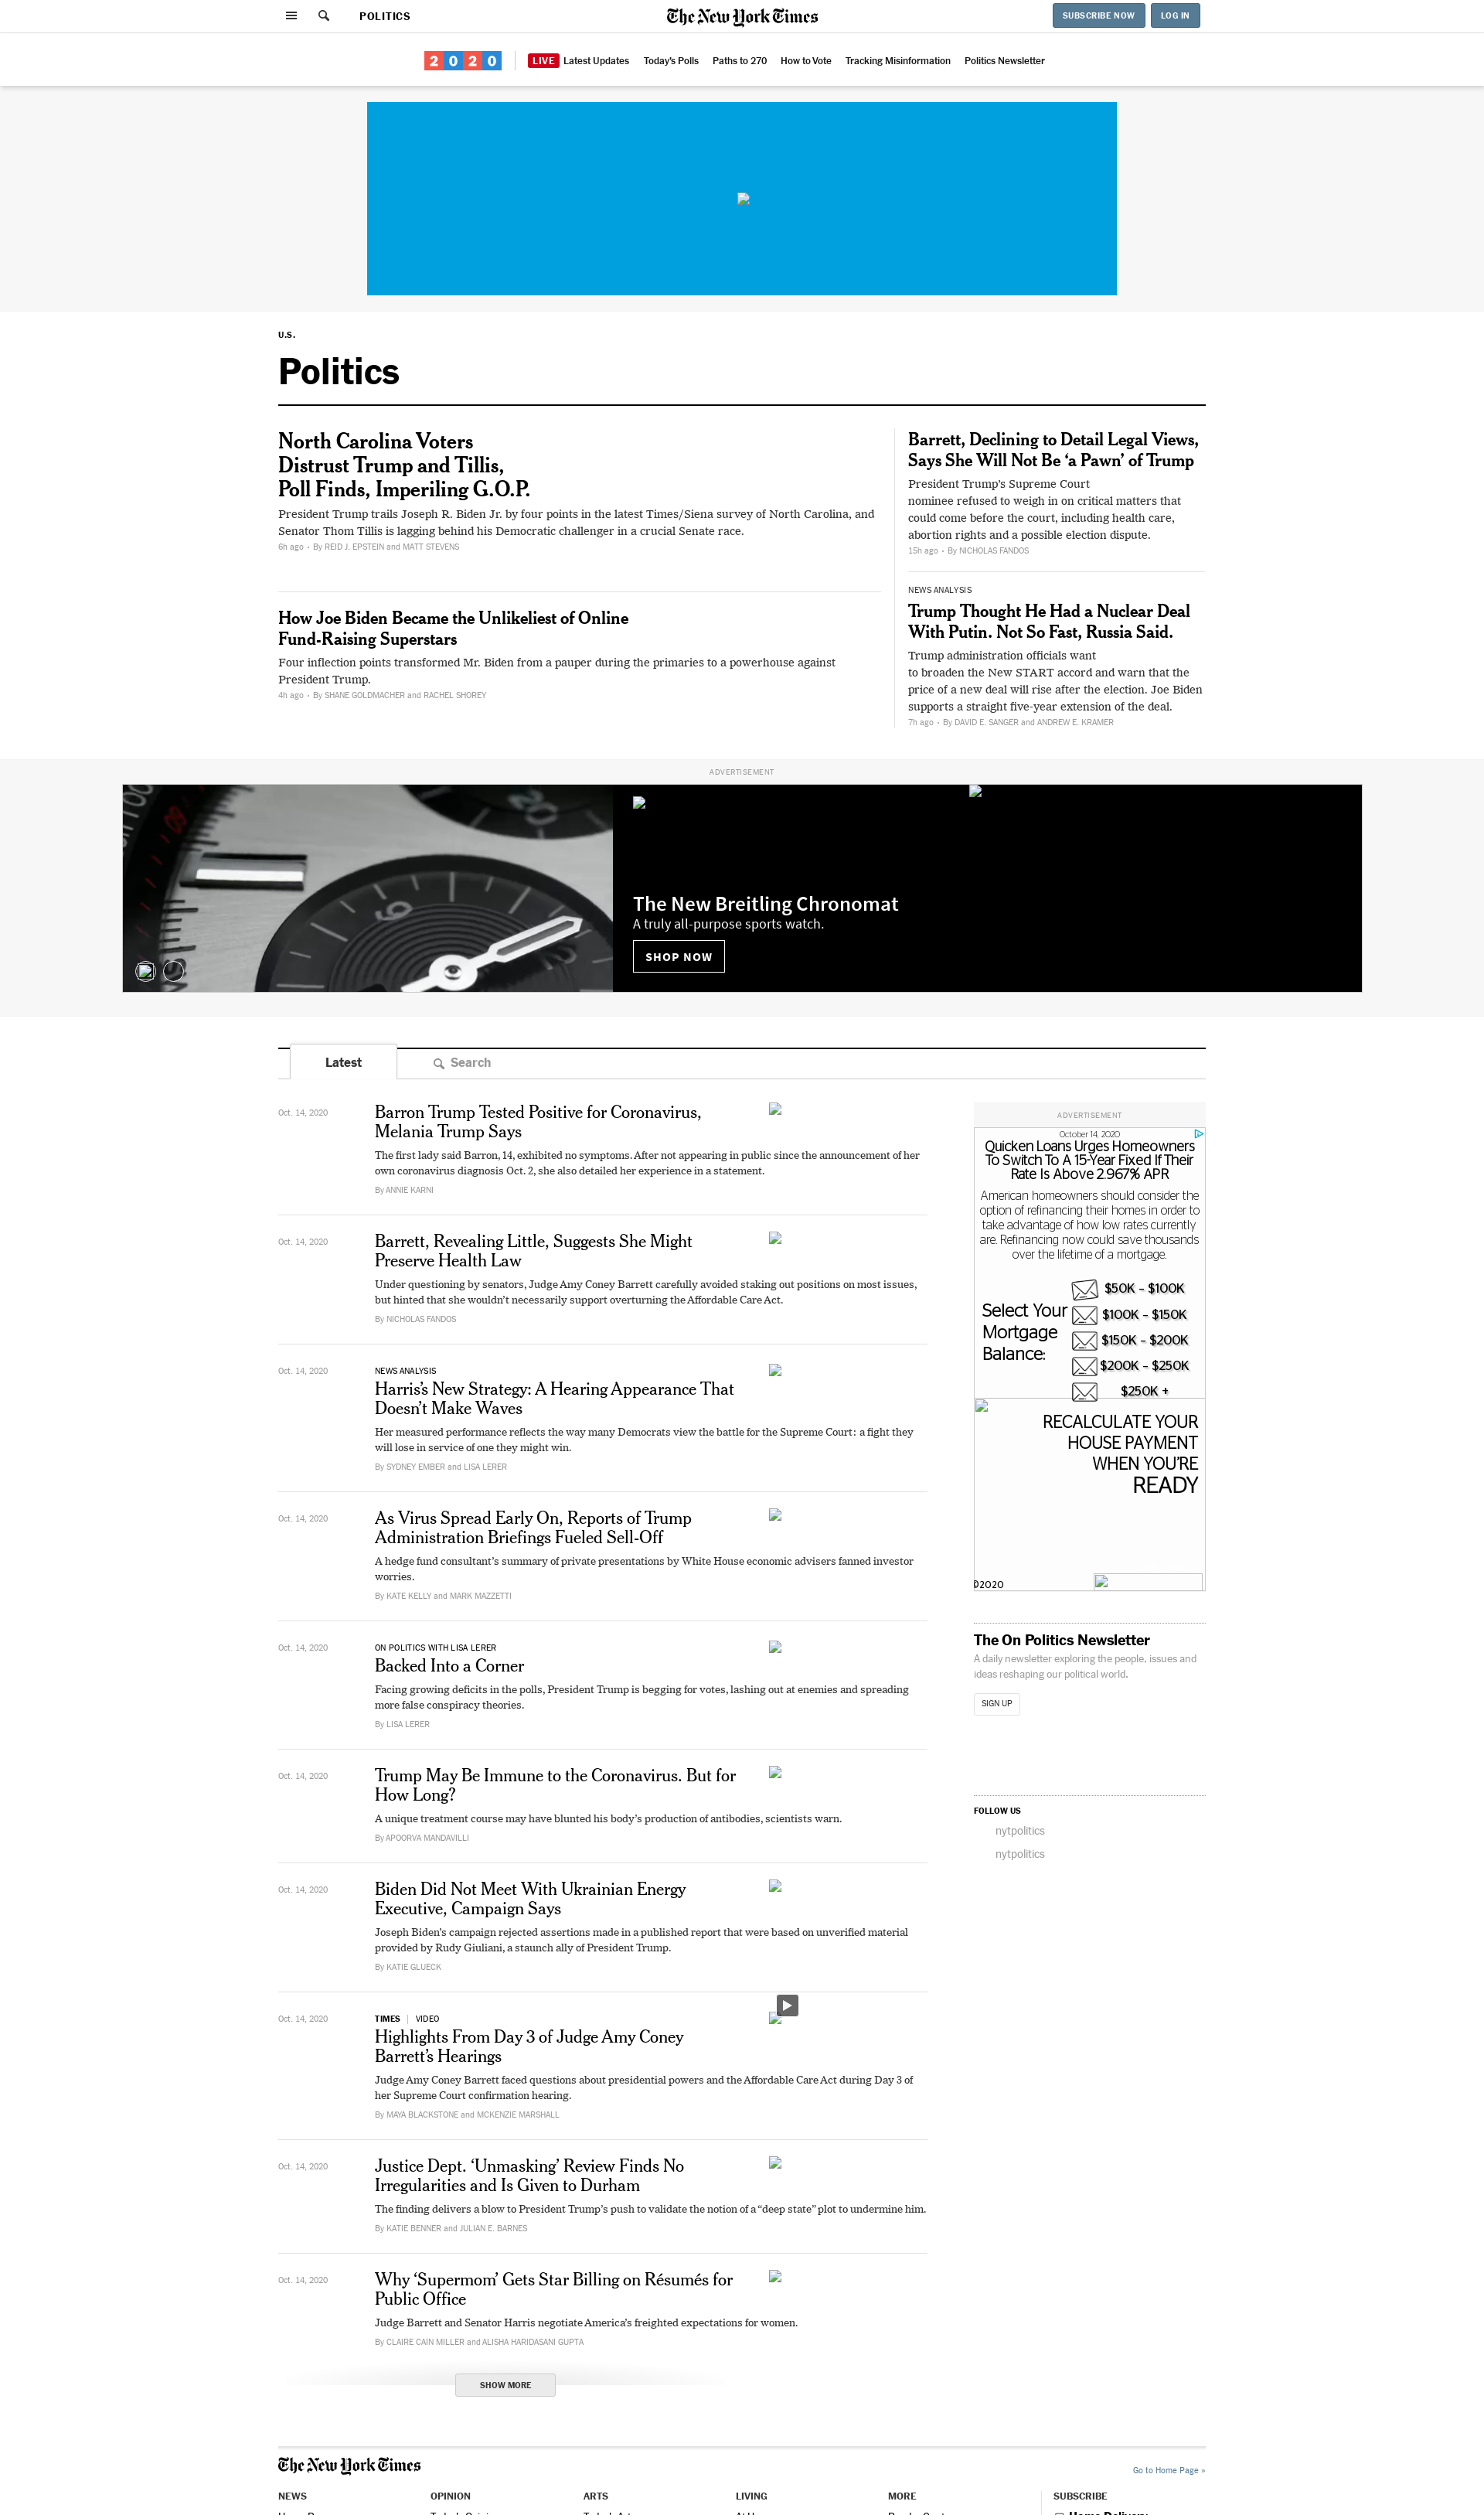 POLITICS
The New York Times
SUBSCRIBE NOW
LOG IN
2020
LIVE Latest Updates
Today's Polls
Paths to 270
How to Vote
Tracking Misinformation
Politics Newsletter
U.S.
Politics
North Carolina Voters
Distrust Trump and Tillis,
Poll Finds, Imperiling G.O.P.
President Trump trails Joseph R. Biden Jr. by four points in the latest Times/Siena survey of North Carolina, and
Senator Thom Tillis is lagging behind his Democratic challenger in a crucial Senate race.
6h ago • By REID J. EPSTEIN and MATT STEVENS
How Joe Biden Became the Unlikeliest of Online
Fund-Raising Superstars
Four inflection points transformed Mr. Biden from a pauper during the primaries to a powerhouse against
President Trump.
4h ago • By SHANE GOLDMACHER and RACHEL SHOREY
Barrett, Declining to Detail Legal Views,
Says She Will Not Be ‘a Pawn’ of Trump
President Trump’s Supreme Court
nominee refused to weigh in on critical matters that
could come before the court, including health care,
abortion rights and a possible election dispute.
15h ago • By NICHOLAS FANDOS
NEWS ANALYSIS
Trump Thought He Had a Nuclear Deal
With Putin. Not So Fast, Russia Said.
Trump administration officials want
to broaden the New START accord and warn that the
price of a new deal will rise after the election. Joe Biden
supports a straight five-year extension of the deal.
7h ago • By DAVID E. SANGER and ANDREW E. KRAMER
ADVERTISEMENT
The New Breitling Chronomat
A truly all-purpose sports watch.
SHOP NOW
Latest
Search
Oct. 14, 2020
Barron Trump Tested Positive for Coronavirus,
Melania Trump Says
The first lady said Barron, 14, exhibited no symptoms. After not appearing in public since the announcement of her
own coronavirus diagnosis Oct. 2, she also detailed her experience in a statement.
By ANNIE KARNI
Oct. 14, 2020
Barrett, Revealing Little, Suggests She Might
Preserve Health Law
Under questioning by senators, Judge Amy Coney Barrett carefully avoided staking out positions on most issues,
but hinted that she wouldn’t necessarily support overturning the Affordable Care Act.
By NICHOLAS FANDOS
Oct. 14, 2020
NEWS ANALYSIS
Harris’s New Strategy: A Hearing Appearance That
Doesn’t Make Waves
Her measured performance reflects the way many Democrats view the battle for the Supreme Court: a fight they
will lose in service of one they might win.
By SYDNEY EMBER and LISA LERER
Oct. 14, 2020
As Virus Spread Early On, Reports of Trump
Administration Briefings Fueled Sell-Off
A hedge fund consultant’s summary of private presentations by White House economic advisers fanned investor
worries.
By KATE KELLY and MARK MAZZETTI
Oct. 14, 2020
ON POLITICS WITH LISA LERER
Backed Into a Corner
Facing growing deficits in the polls, President Trump is begging for votes, lashing out at enemies and spreading
more false conspiracy theories.
By LISA LERER
Oct. 14, 2020
Trump May Be Immune to the Coronavirus. But for
How Long?
A unique treatment course may have blunted his body’s production of antibodies, scientists warn.
By APOORVA MANDAVILLI
Oct. 14, 2020
Biden Did Not Meet With Ukrainian Energy
Executive, Campaign Says
Joseph Biden’s campaign rejected assertions made in a published report that were based on unverified material
provided by Rudy Giuliani, a staunch ally of President Trump.
By KATIE GLUECK
Oct. 14, 2020
TIMES | VIDEO
Highlights From Day 3 of Judge Amy Coney
Barrett’s Hearings
Judge Amy Coney Barrett faced questions about presidential powers and the Affordable Care Act during Day 3 of
her Supreme Court confirmation hearing.
By MAYA BLACKSTONE and MCKENZIE MARSHALL
Oct. 14, 2020
Justice Dept. ‘Unmasking’ Review Finds No
Irregularities and Is Given to Durham
The finding delivers a blow to President Trump’s push to validate the notion of a “deep state” plot to undermine him.
By KATIE BENNER and JULIAN E. BARNES
Oct. 14, 2020
Why ‘Supermom’ Gets Star Billing on Résumés for
Public Office
Judge Barrett and Senator Harris negotiate America’s freighted expectations for women.
By CLAIRE CAIN MILLER and ALISHA HARIDASANI GUPTA
SHOW MORE
ADVERTISEMENT
October 14, 2020
Quicken Loans Urges Homeowners
To Switch To A 15-Year Fixed If Their
Rate Is Above 2.967% APR
American homeowners should consider the
option of refinancing their homes in order to
take advantage of how low rates currently
are. Refinancing now could save thousands
over the lifetime of a mortgage.
Select Your
Mortgage
Balance:
$50K - $100K
$100K - $150K
$150K - $200K
$200K - $250K
$250K +
RECALCULATE YOUR
HOUSE PAYMENT
WHEN YOU'RE
READY
©2020
The On Politics Newsletter
A daily newsletter exploring the people, issues and
ideas reshaping our political world.
SIGN UP
FOLLOW US
nytpolitics
nytpolitics
The New York Times
Go to Home Page »
NEWS
OPINION
ARTS
LIVING
MORE
SUBSCRIBE